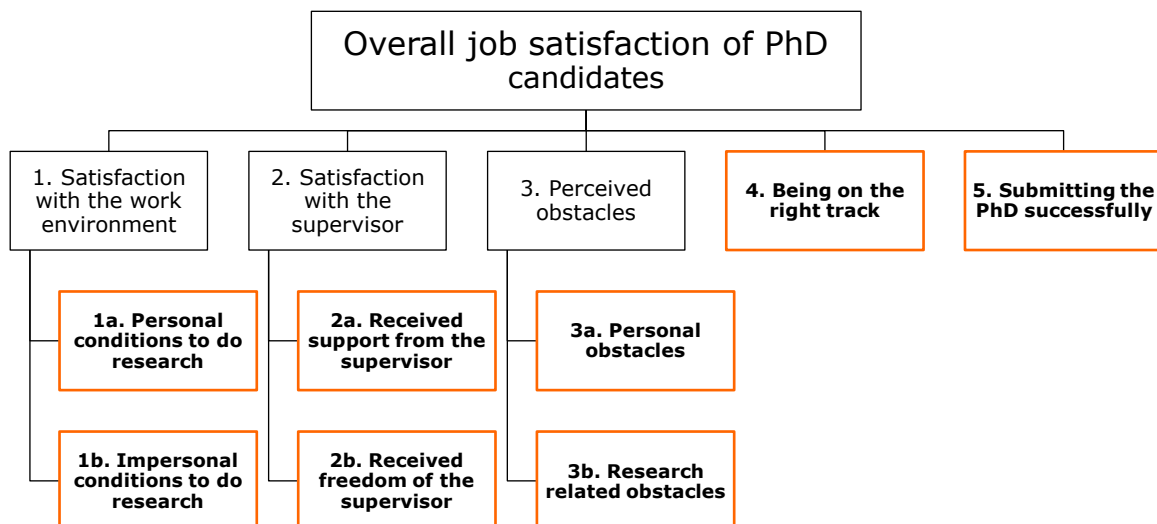 Overall job satisfaction of PhD
candidates
1. Satisfaction
with the work
environment
2. Satisfaction
with the
supervisor
3. Perceived
obstacles
4. Being on the
right track
5. Submitting the
PhD successfully
1a. Personal
conditions to do
research
2a. Received
support from the
supervisor
3a. Personal
obstacles
1b. Impersonal
conditions to do
research
2b. Received
freedom of the
supervisor
3b. Research
related obstacles